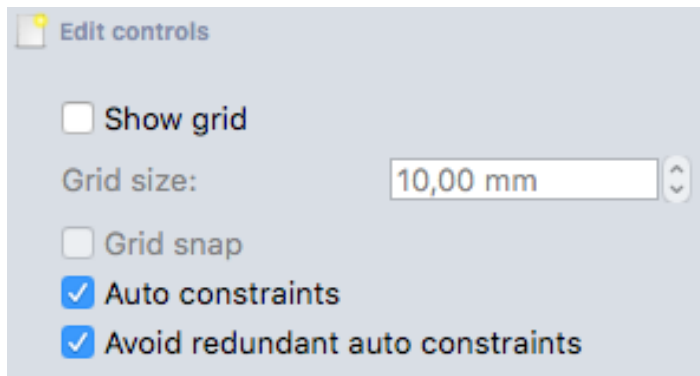 Edit controls
Show grid
Grid size: 10,00 mm
Grid snap
Auto constraints
Avoid redundant auto constraints